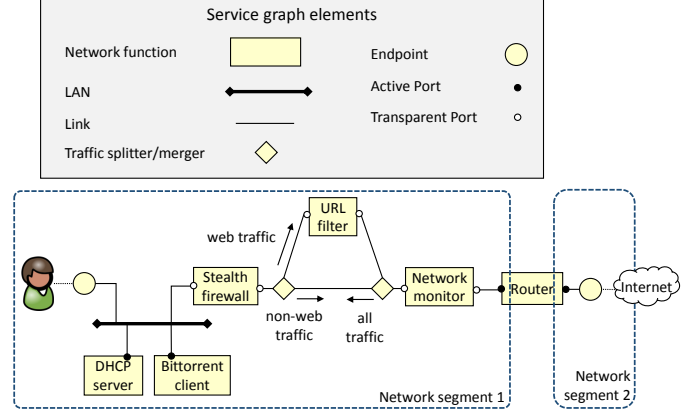 Service graph elements
Network function
Endpoint
LAN
Active Port
Link
Transparent Port
Traffic splitter/merger
URL
filter
web traffic
Stealth
firewall
Network
monitor
Router
Internet
non-web
traffic
all
traffic
DHCP
server
Bittorrent
client
Network segment 1
Network
segment 2